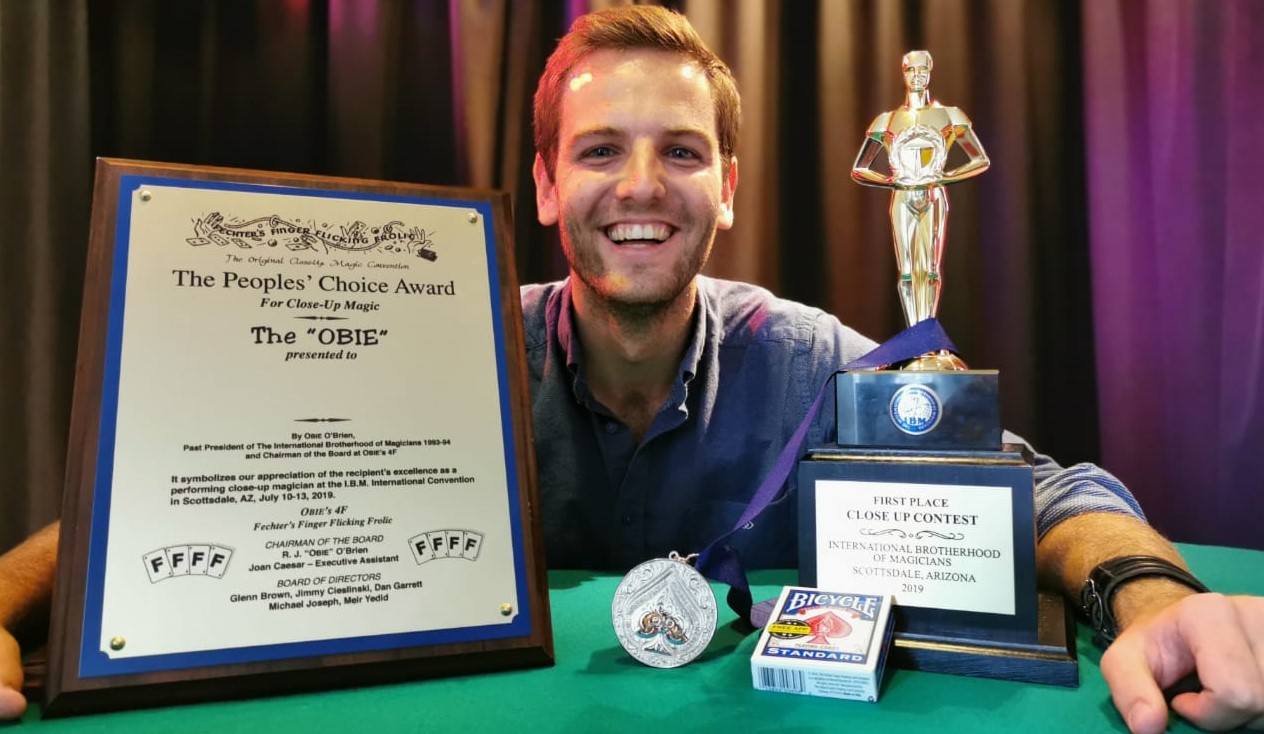 FECHTER'S FINGER FLICKING FROLIC
The Original CloseUp Magic Convention
The Peoples' Choice Award
For Close-Up Magic
The "OBIE"
presented to
By OBIE O'Brien,
Past President of The International Brotherhood of Magicians 1993-94
and Chairman of the Board at OBIE's 4F
It symbolizes our appreciation of the recipient's excellence as a
performing close-up magician at the I.B.M. International Convention
in Scottsdale, AZ, July 10-13, 2019.
OBIE's 4F
Fechter's Finger Flicking Frolic
CHAIRMAN OF THE BOARD
R. J. "OBIE" O'Brien
Joan Caesar – Executive Assistant
BOARD OF DIRECTORS
Glenn Brown, Jimmy Cieslinski, Dan Garrett
Michael Joseph, Meir Yedid
F F F F
F F F F
I.B.M.
FIRST PLACE
CLOSE UP CONTEST
INTERNATIONAL BROTHERHOOD
OF MAGICIANS
SCOTTSDALE, ARIZONA
2019
BICYCLE
FREE APP
PLAYING CARDS
STANDARD